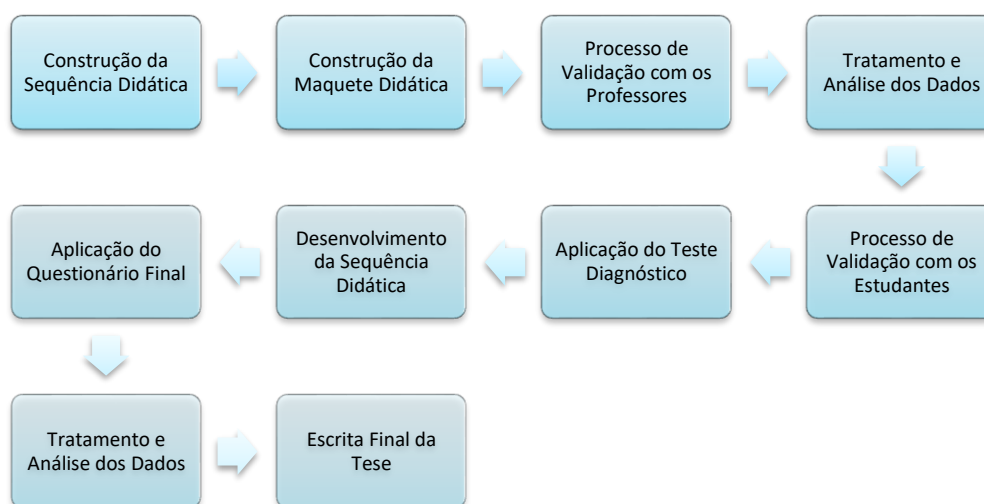 Construção da
Sequência Didática
Construção da
Maquete Didática
Processo de
Validação com os
Professores
Tratamento e
Análise dos Dados
Processo de
Validação com os
Estudantes
Aplicação do Teste
Diagnóstico
Desenvolvimento
da Sequência
Didática
Aplicação do
Questionário Final
Tratamento e
Análise dos Dados
Escrita Final da
Tese